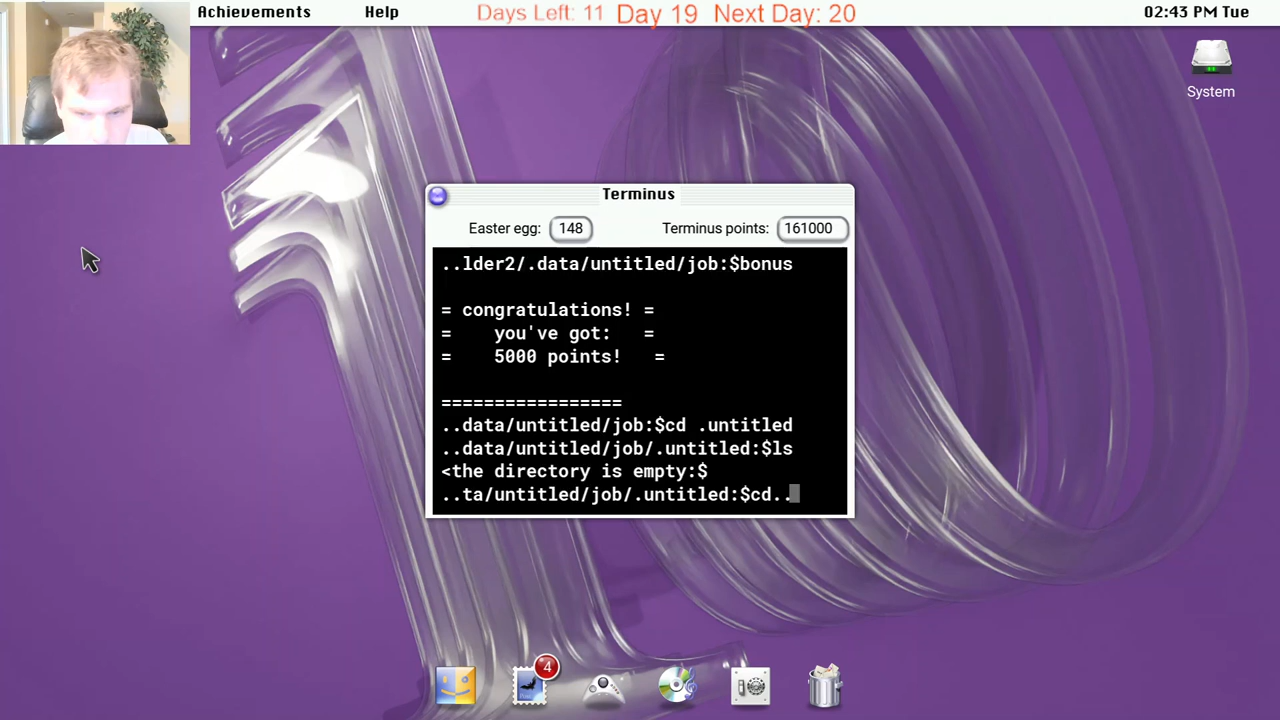 Achievements Help Days Left: 11 Day 19 Next Day: 20 02:43 PM Tue
System
Terminus
Easter egg: 148 Terminus points: 161000
..lder2/.data/untitled/job:$bonus
= congratulations! =
= you've got: =
= 5000 points! =
=================
..data/untitled/job:$cd .untitled
..data/untitled/job/.untitled:$ls
<the directory is empty:$
..ta/untitled/job/.untitled:$cd..
4